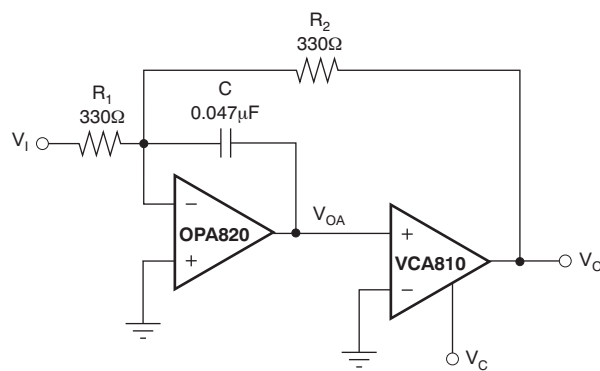 R2
330Ω
R1
330Ω
C
0.047µF
VI
−
+
OPA820
VOA
+
−
VCA810
VO
VC